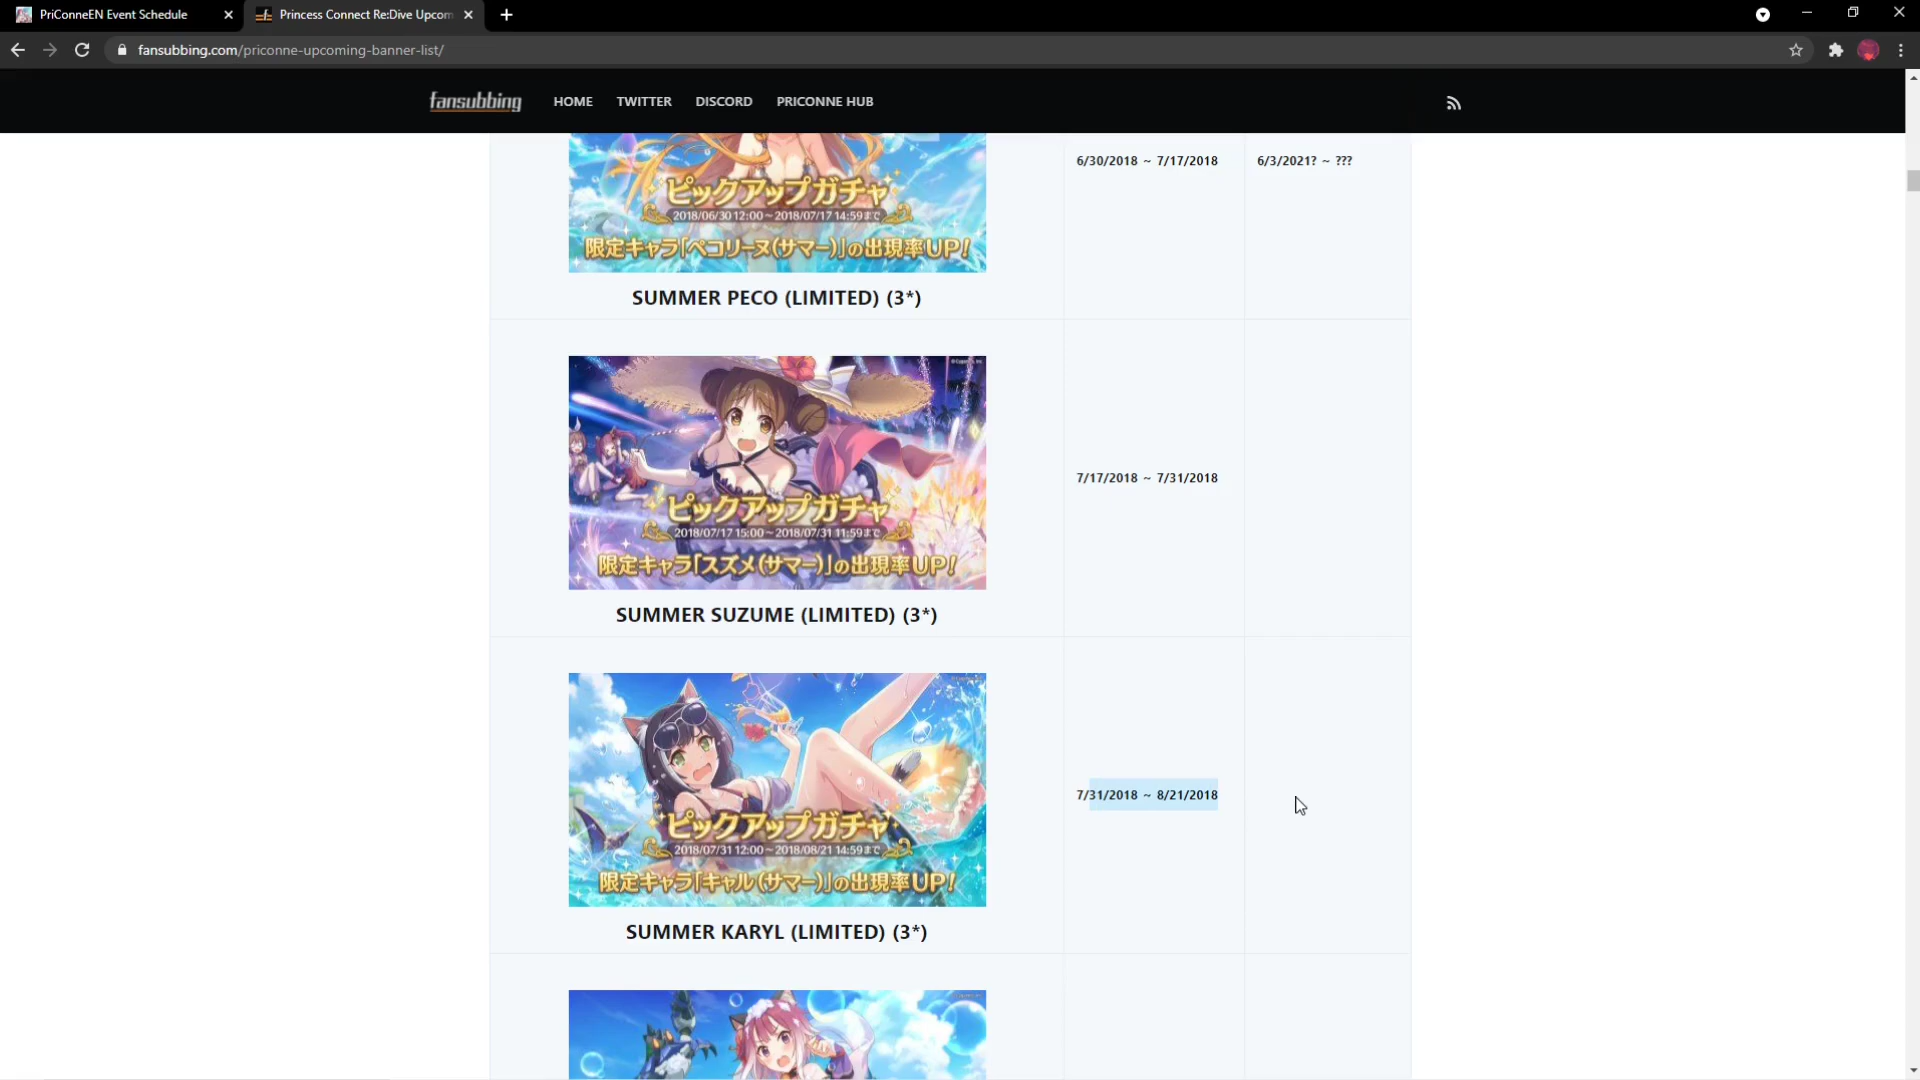 PriConneEN Event Schedule
Princess Connect Re:Dive Upcom
fansubbing.com/priconne-upcoming-banner-list/
fansubbing
HOME
TWITTER
DISCORD
PRICONNE HUB
ピックアップガチャ
2018/06/30 12:00～2018/07/17 14:59まで
限定キャラ「ペコリーヌ(サマー)」の出現率UP!
SUMMER PECO (LIMITED) (3*)
6/30/2018 ~ 7/17/2018
6/3/2021? ~ ???
ピックアップガチャ
2018/07/17 15:00～2018/07/31 11:59まで
限定キャラ「スズメ(サマー)」の出現率UP!
SUMMER SUZUME (LIMITED) (3*)
7/17/2018 ~ 7/31/2018
ピックアップガチャ
2018/07/31 12:00～2018/08/21 14:59まで
限定キャラ「キャル(サマー)」の出現率UP!
SUMMER KARYL (LIMITED) (3*)
7/31/2018 ~ 8/21/2018